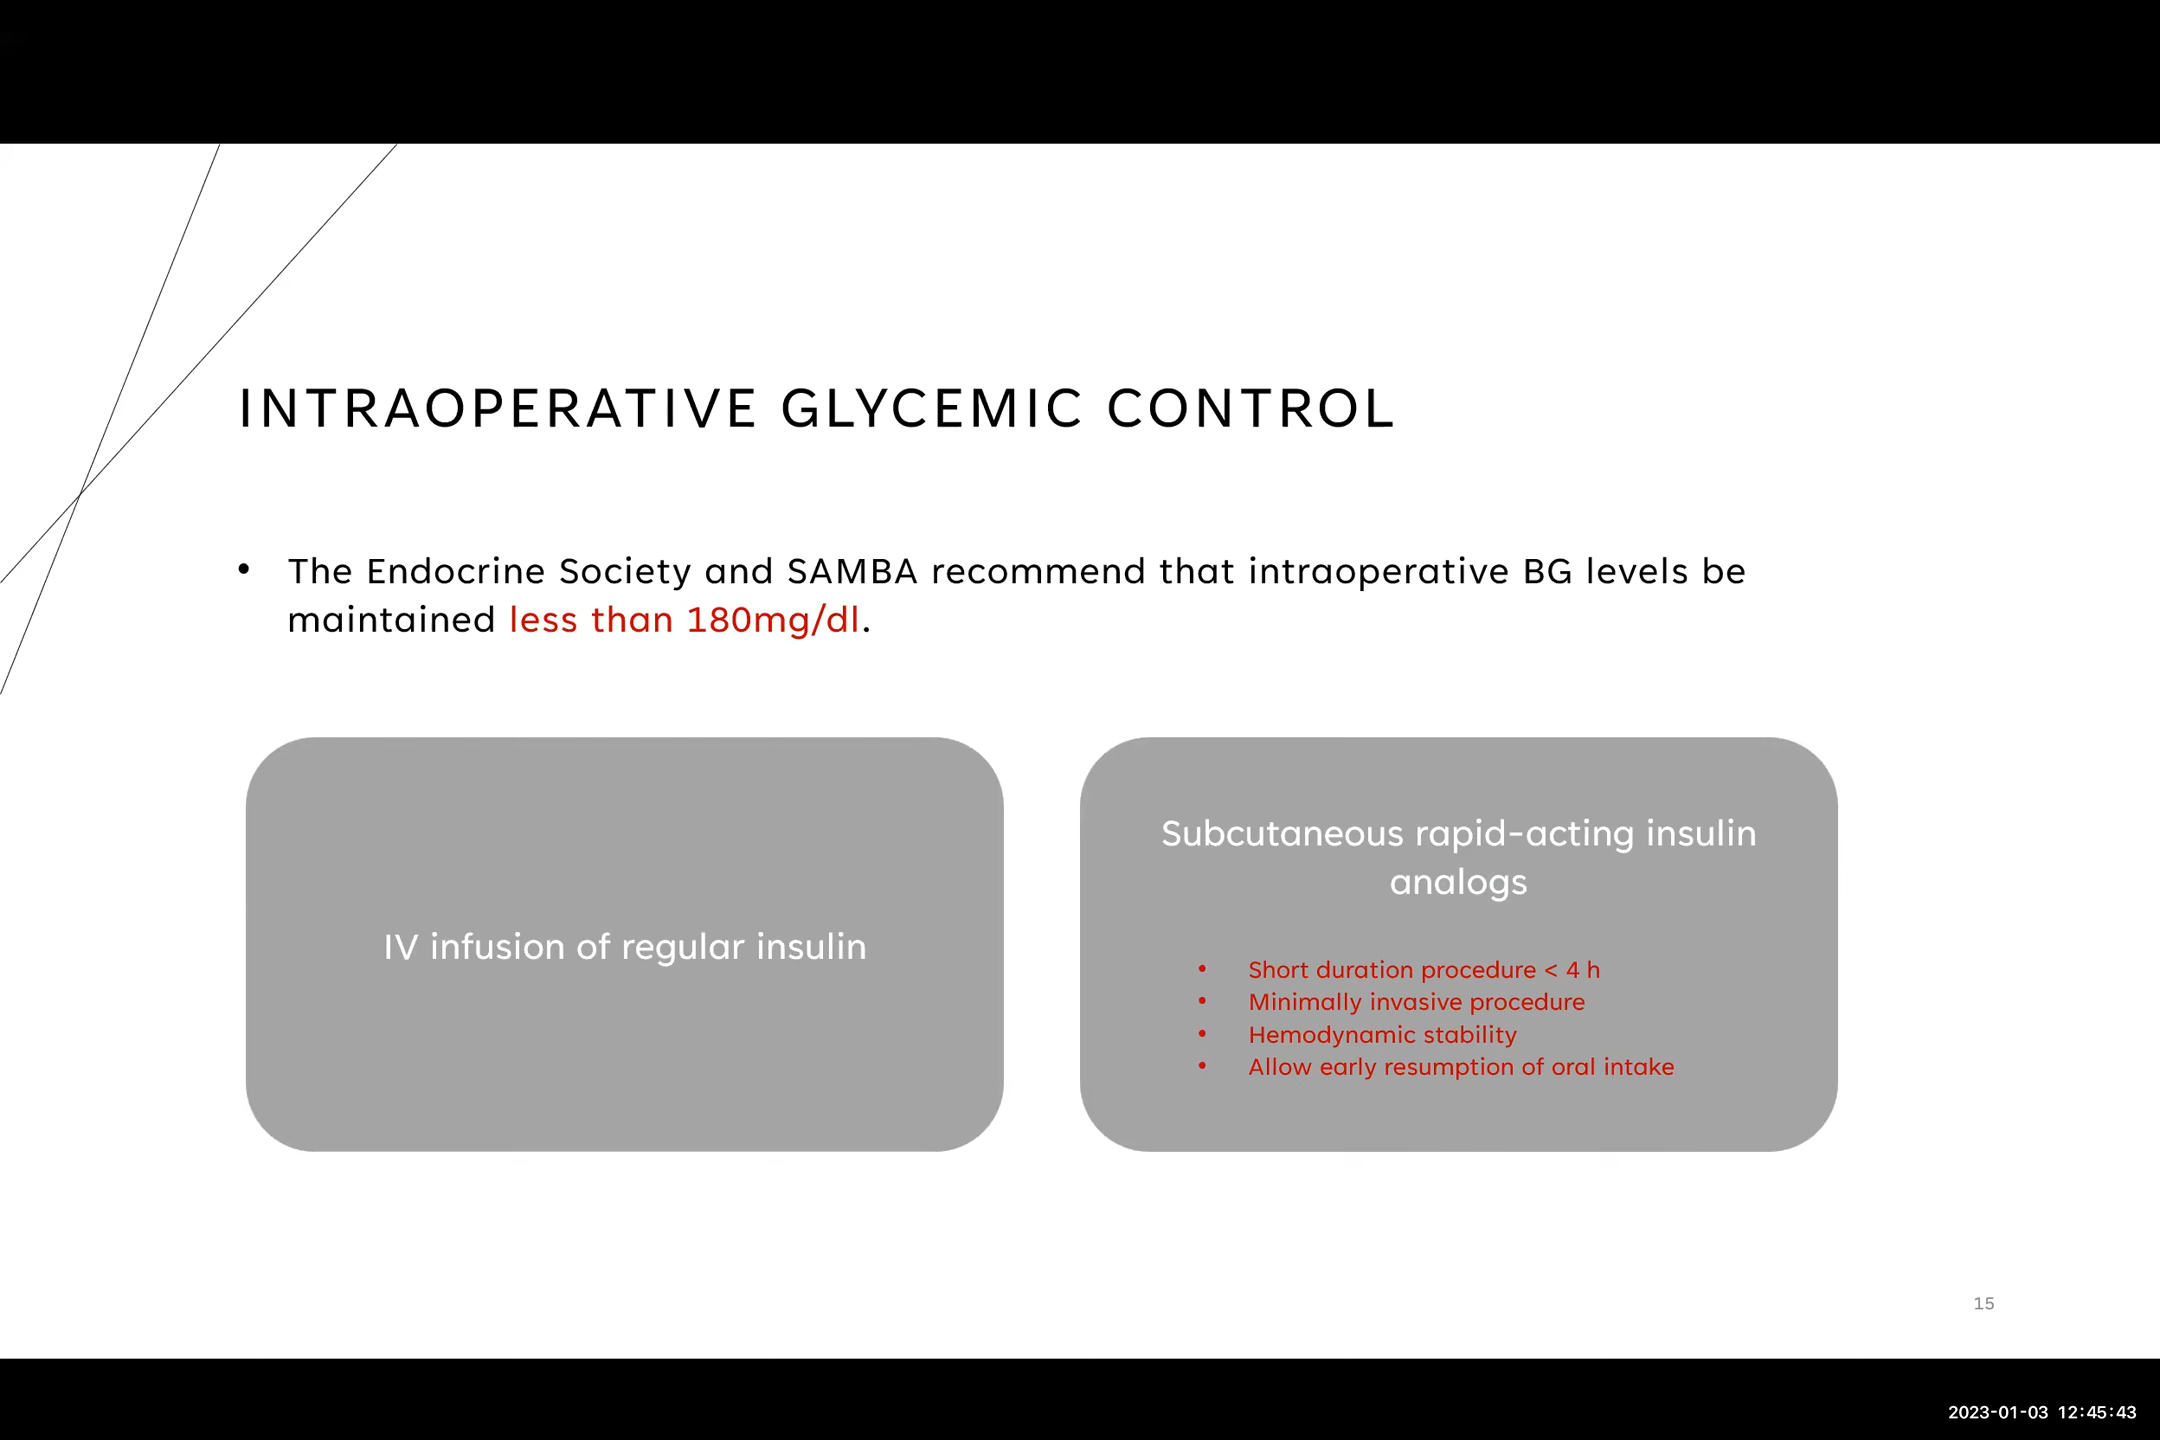 INTRAOPERATIVE GLYCEMIC CONTROL
• The Endocrine Society and SAMBA recommend that intraoperative BG levels be
maintained less than 180mg/dl.
IV infusion of regular insulin
Subcutaneous rapid-acting insulin
analogs
• Short duration procedure < 4 h
• Minimally invasive procedure
• Hemodynamic stability
• Allow early resumption of oral intake
15
2023-01-03 12:45:43